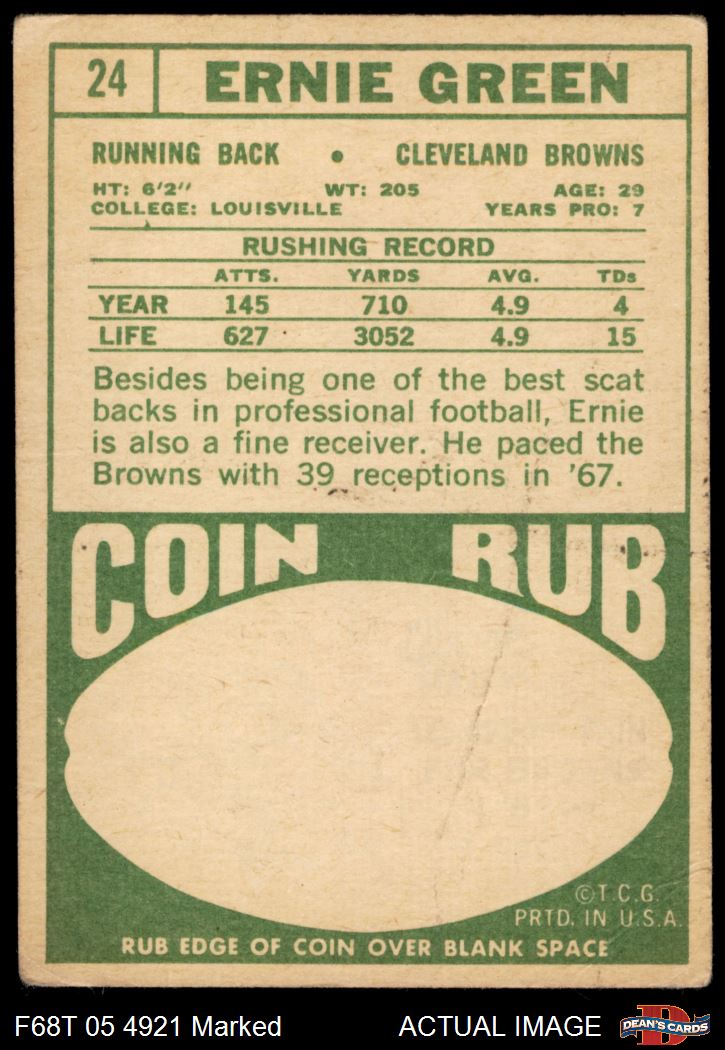 24 ERNIE GREEN
RUNNING BACK • CLEVELAND BROWNS
HT: 6'2" WT: 205 AGE: 29
COLLEGE: LOUISVILLE YEARS PRO: 7
RUSHING RECORD
ATTS. YARDS AVG. TDs
YEAR 145 710 4.9 4
LIFE 627 3052 4.9 15
Besides being one of the best scat
backs in professional football, Ernie
is also a fine receiver. He paced the
Browns with 39 receptions in '67.
COIN RUB
©T.C.G.
PRTD. IN U.S.A.
RUB EDGE OF COIN OVER BLANK SPACE
F68T 05 4921 Marked ACTUAL IMAGE D DEAN'S CARDS